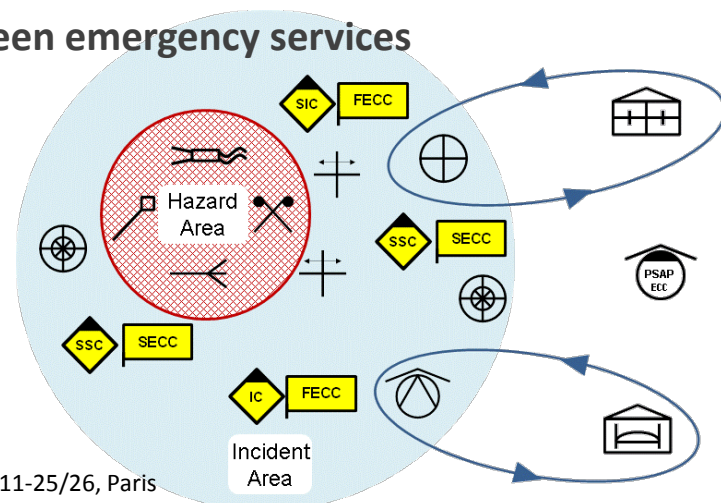 een emergency services
SIC
FECC
Hazard
Area
SSC
SECC
PSAP
ECC
SSC
SECC
IC
FECC
Incident
Area
11-25/26, Paris